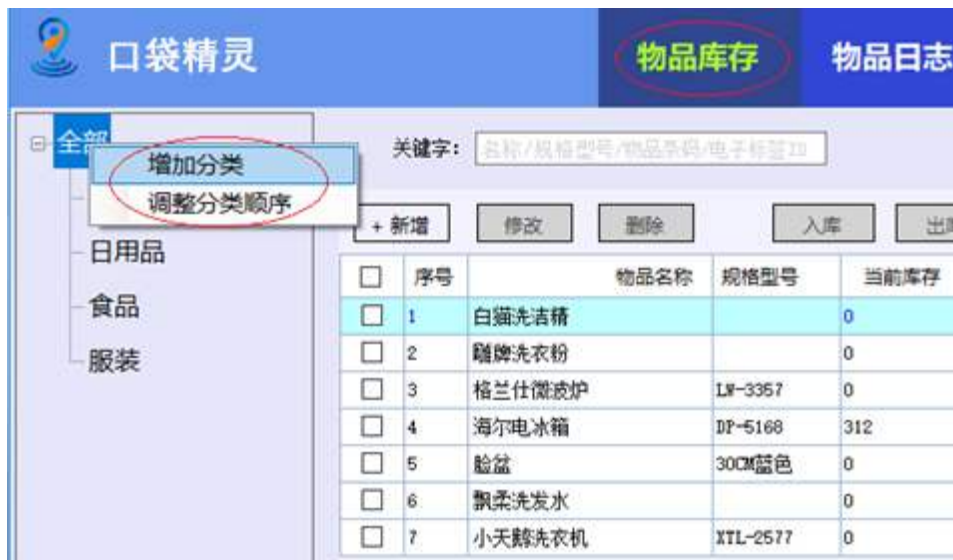 口袋精灵
物品库存
物品日志
全部
增加分类
调整分类顺序
日用品
食品
服装
关键字：
名称/规格型号/物品条码/电子标签ID
+ 新增
修改
删除
入库
序号 物品名称 规格型号 当前库存
1 白猫洗洁精 0
2 雕牌洗衣粉 0
3 格兰仕微波炉 LW-3357 0
4 海尔电冰箱 DP-5168 312
5 脸盆 30CM蓝色 0
6 飘柔洗发水 0
7 小天鹅洗衣机 XTL-2577 0